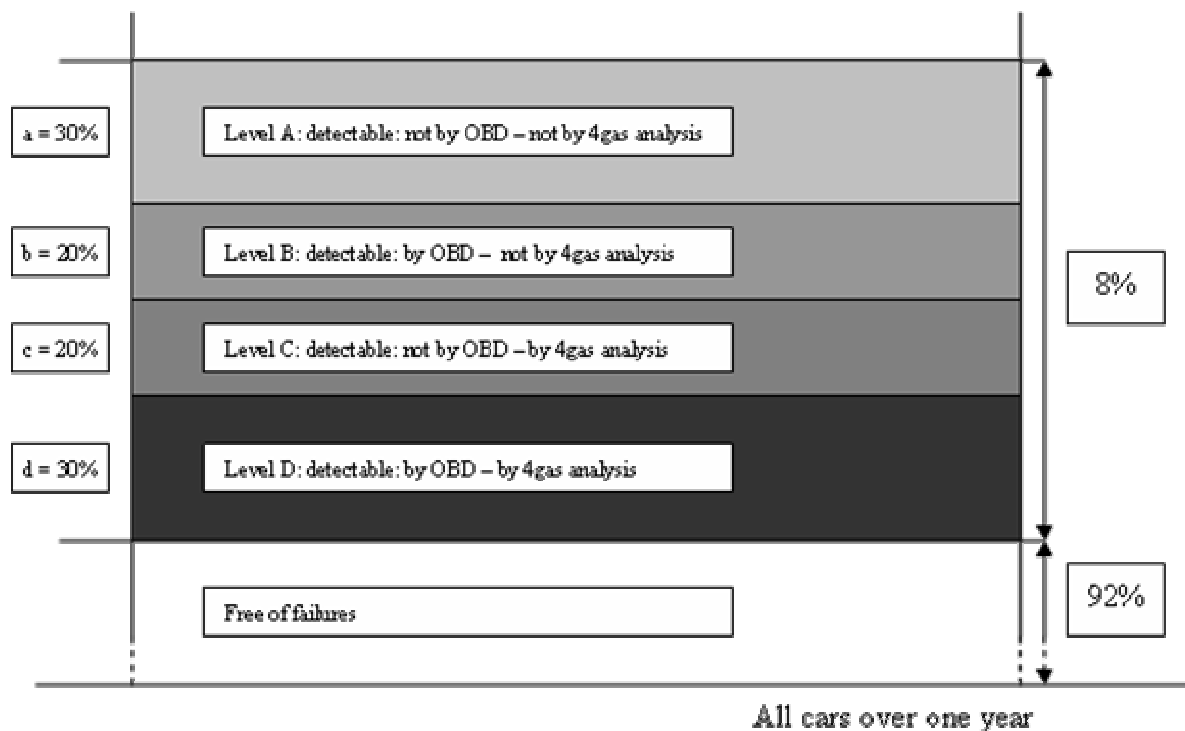 a = 30%
Level A: detectable: not by OBD – not by 4gas analysis
b = 20%
Level B: detectable: by OBD – not by 4gas analysis
8%
c = 20%
Level C: detectable: not by OBD – by 4gas analysis
d = 30%
Level D: detectable: by OBD – by 4gas analysis
Free of failures
92%
All cars over one year